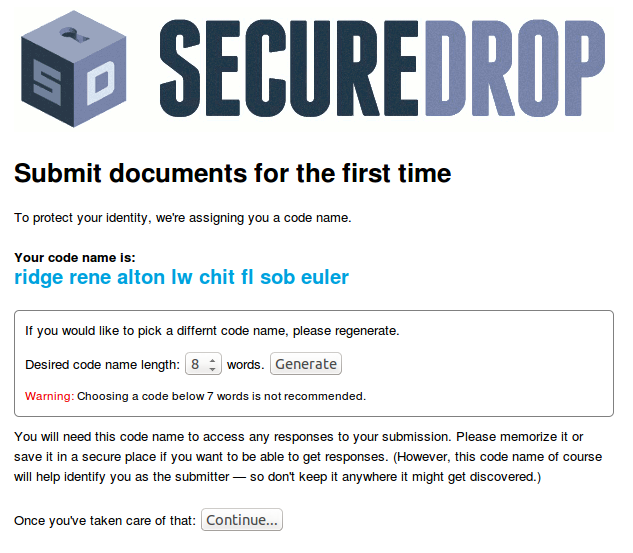 S D
SECUREDROP
Submit documents for the first time
To protect your identity, we're assigning you a code name.
Your code name is:
ridge rene alton lw chit fl sob euler
If you would like to pick a differnt code name, please regenerate.
Desired code name length: 8 words. Generate
Warning: Choosing a code below 7 words is not recommended.
You will need this code name to access any responses to your submission. Please memorize it or
save it in a secure place if you want to be able to get responses. (However, this code name of course
will help identify you as the submitter — so don't keep it anywhere it might get discovered.)
Once you've taken care of that: Continue...